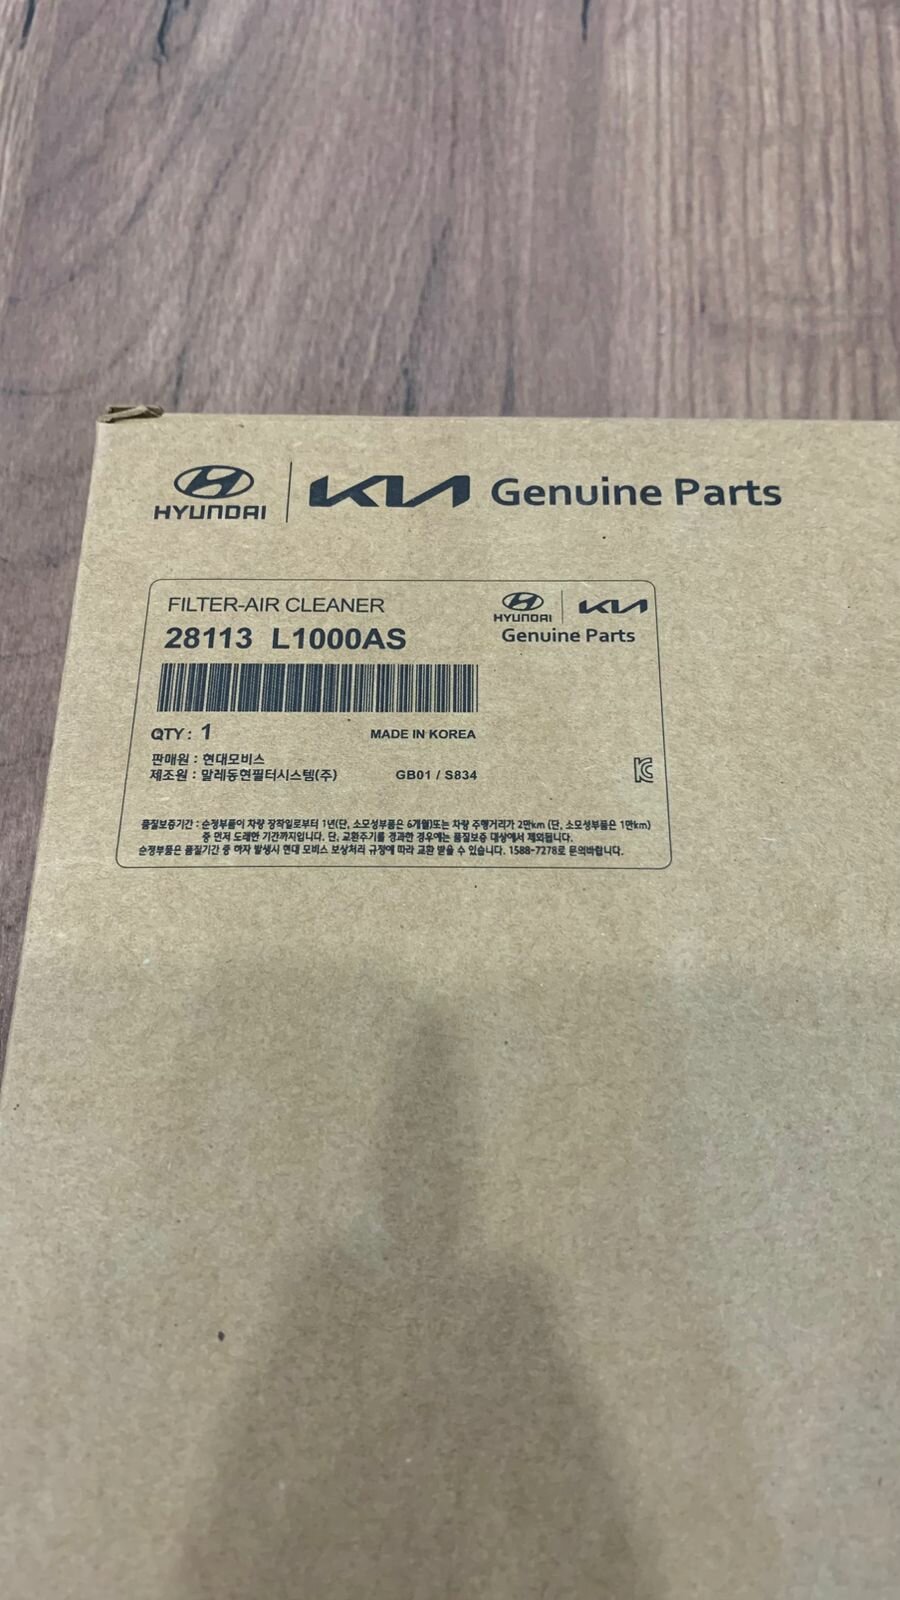 HYUNDAI KIA Genuine Parts
FILTER-AIR CLEANER
HYUNDAI KIA
28113 L1000AS
Genuine Parts
QTY : 1 MADE IN KOREA
판매원 : 현대모비스
제조원 : 말레동현필터시스템(주) GB01 / S834
품질보증기간 : 순정부품이 차량 장착일로부터 1년(단, 소모성부품은 6개월)또는 차량 주행거리가 2만km (단, 소모성부품은 1만km)
중 먼저 도래한 기간까지입니다. 단, 교환주기를 경과한 경우에는 품질보증 대상에서 제외됩니다.
순정부품은 품질기간 중 하자 발생시 현대 모비스 보상처리 규정에 따라 교환 받을 수 있습니다. 1588-7278로 문의바랍니다.